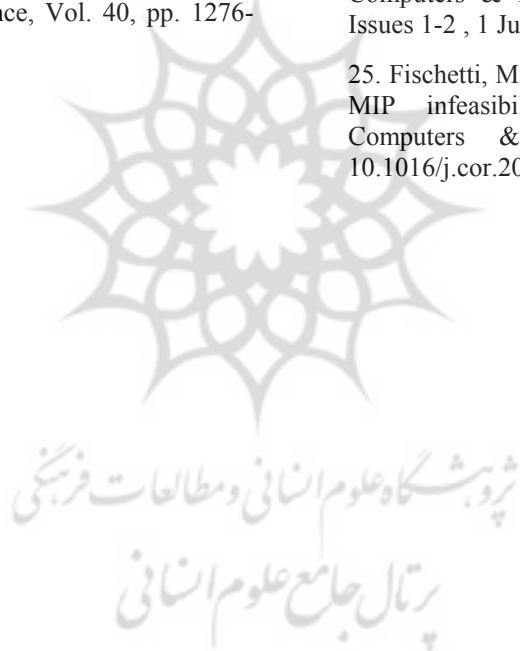 nce, Vol. 40, pp. 1276-
Issues 1-2 , 1 Ju
25. Fischetti, M
MIP infeasibil
Computers &
10.1016/j.cor.20
پژوهشگاه علوم انسانی و مطالعات فرهنگی
پرتال جامع علوم انسانی